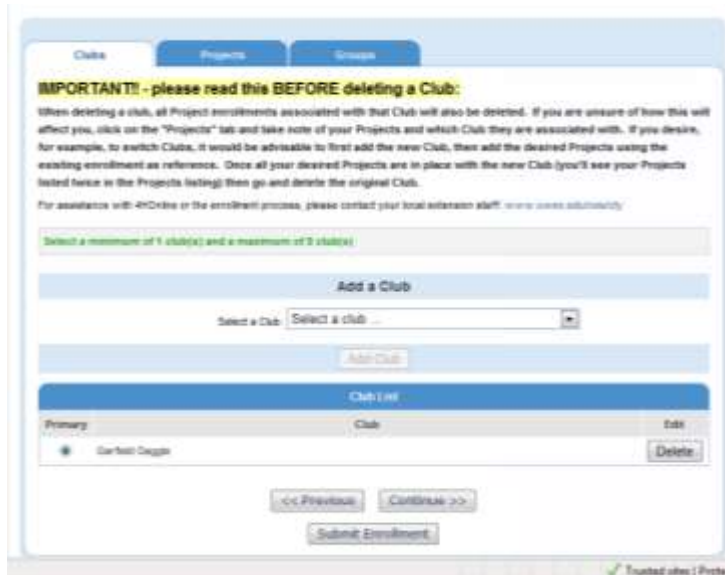 Clubs Projects Groups
IMPORTANT!! - please read this BEFORE deleting a Club:
When deleting a club, all Project enrollments associated with that Club will also be deleted. If you are unsure of how this will
affect you, click on the "Projects" tab and take note of your Projects and which Club they are associated with. If you desire,
for example, to switch Clubs, it would be advisable to first add the new Club, then add the desired Projects using the
existing enrollment as reference. Once all your desired Projects are in place with the new Club (you'll see your Projects
listed twice in the Projects listing) then go and delete the original Club.
For assistance with 4HOnline or the enrollment process, please contact your local extension staff:
Select a minimum of 1 club(s) and a maximum of 5 club(s)
Add a Club
Select a Club: Select a club ...
Add Club
Club List
Primary Club Edit
Garfield Delete
<< Previous Continue >>
Submit Enrollment
Trusted sites | Prote